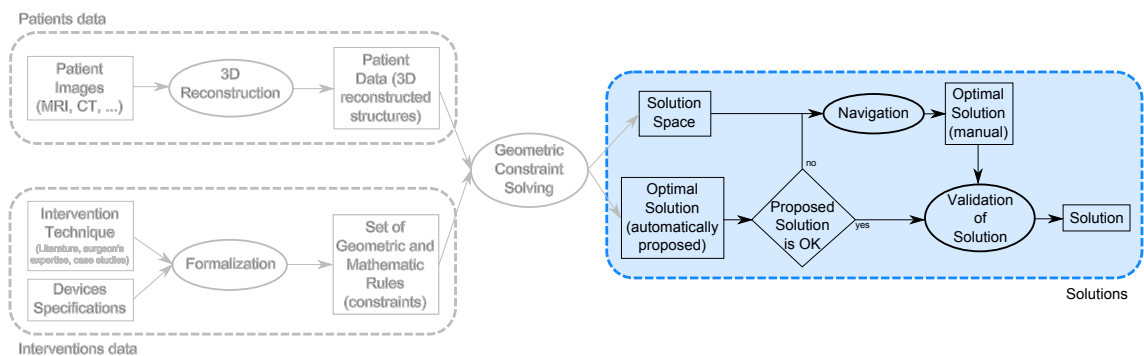 Patients data
Patient
Images
(MRI, CT, ...)
3D
Reconstruction
Patient
Data (3D
reconstructed
structures)
Intervention
Technique
(Literature, surgeon's
expertise, case studies)
Devices
Specifications
Formalization
Set of
Geometric and
Mathematic
Rules
(constraints)
Interventions data
Geometric
Constraint
Solving
Solution
Space
Navigation
Optimal
Solution
(manual)
no
Optimal
Solution
(automatically
proposed)
Proposed
Solution
is OK
yes
Validation
of
Solution
Solution
Solutions